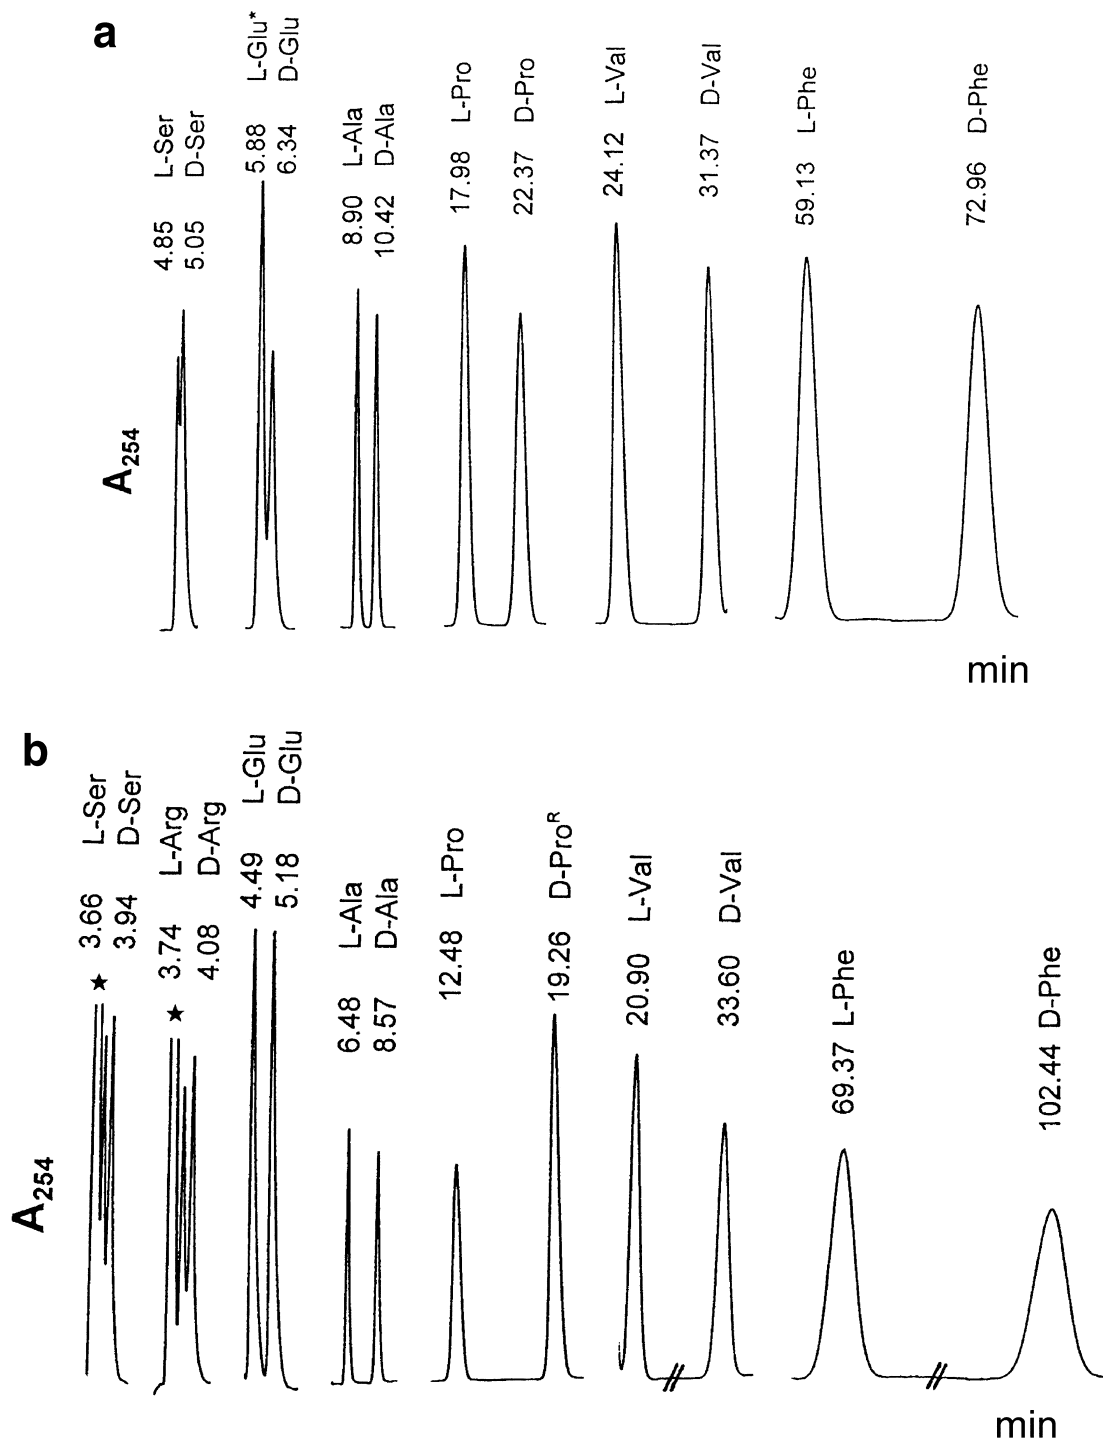 a
4.85 L-Ser
5.05 D-Ser
5.88 L-Glu*
6.34 D-Glu
8.90 L-Ala
10.42 D-Ala
17.98 L-Pro
22.37 D-Pro
24.12 L-Val
31.37 D-Val
59.13 L-Phe
72.96 D-Phe
A254
min
b
★ 3.66 L-Ser
3.94 D-Ser
★ 3.74 L-Arg
4.08 D-Arg
4.49 L-Glu
5.18 D-Glu
6.48 L-Ala
8.57 D-Ala
12.48 L-Pro
19.26 D-ProR
20.90 L-Val
33.60 D-Val
69.37 L-Phe
102.44 D-Phe
A254
min